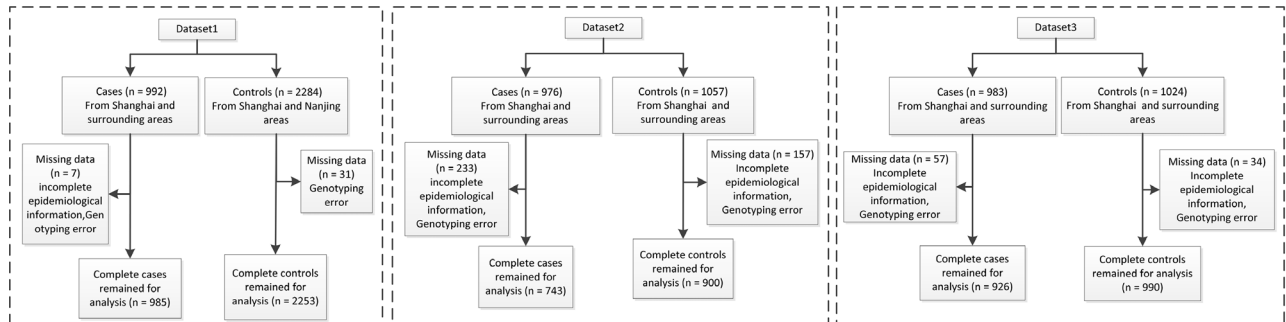 Dataset1
Cases (n = 992)
From Shanghai and
surrounding areas
Controls (n = 2284)
From Shanghai and Nanjing
areas
Missing data
(n = 7)
incomplete
epidemiological
information,Gen
otyping error
Missing data
(n = 31)
Genotyping
error
Complete cases
remained for
analysis (n = 985)
Complete controls
remained for
analysis (n = 2253)
Dataset2
Cases (n = 976)
From Shanghai and
surrounding areas
Controls (n = 1057)
From Shanghai and
surrounding areas
Missing data
(n = 233)
incomplete
epidemiological
information,
Genotyping error
Missing data (n = 157)
Incomplete
epidemiological
information,
Genotyping error
Complete cases
remained for
analysis (n = 743)
Complete controls
remained for
analysis (n = 900)
Dataset3
Cases (n = 983)
From Shanghai and surrounding
areas
Controls (n = 1024)
From Shanghai and surrounding
areas
Missing data (n = 57)
Incomplete
epidemiological
information,
Genotyping error
Missing data (n = 34)
Incomplete
epidemiological
information,
Genotyping error
Complete cases
remained for
analysis (n = 926)
Complete controls
remained for analysis
(n = 990)